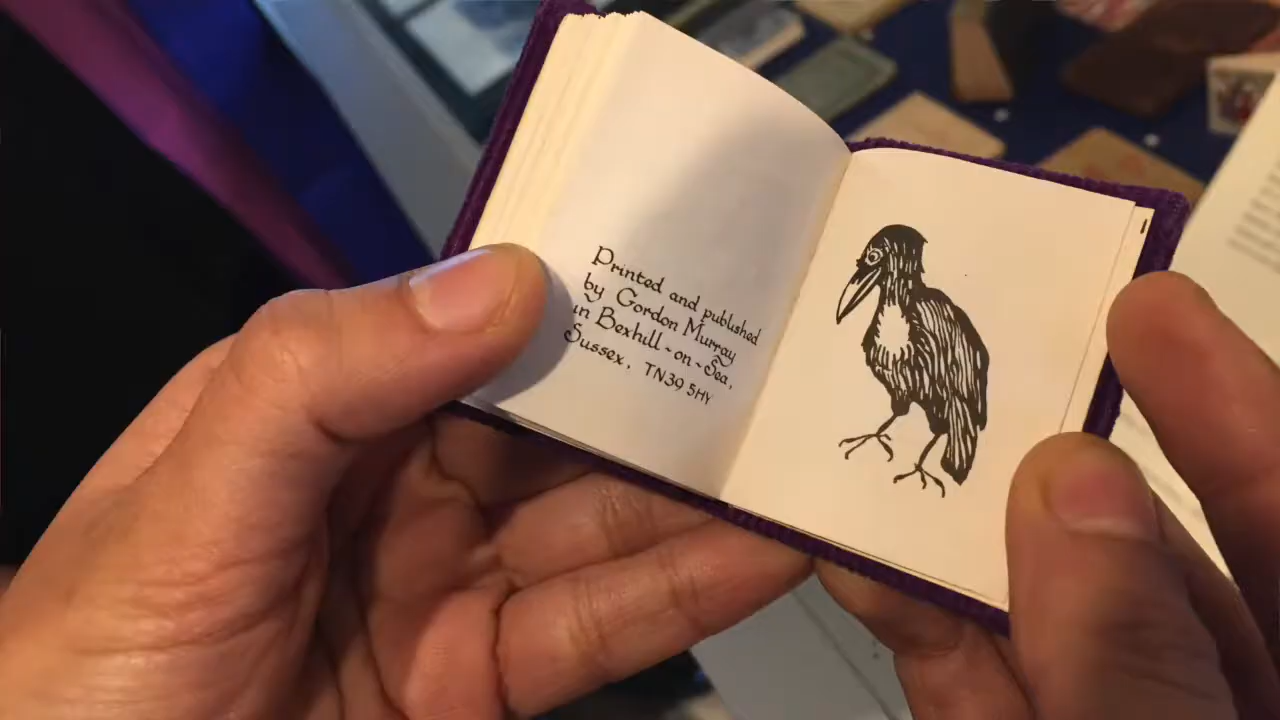 Printed and published
by Gordon Murray
in Bexhill-on-Sea,
Sussex, TN39 5HY